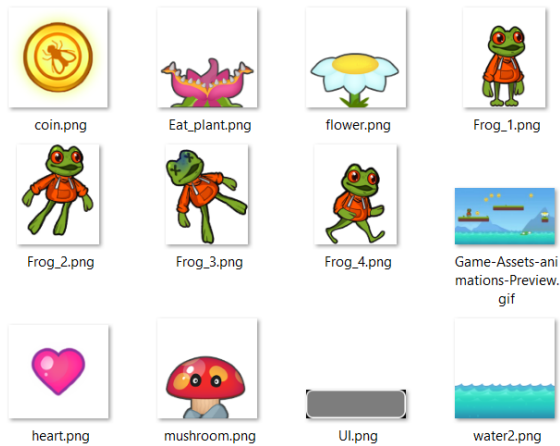 coin.png
Eat_plant.png
flower.png
Frog_1.png
Frog_2.png
Frog_3.png
Frog_4.png
Game-Assets-ani
mations-Preview.
gif
heart.png
mushroom.png
UI.png
water2.png